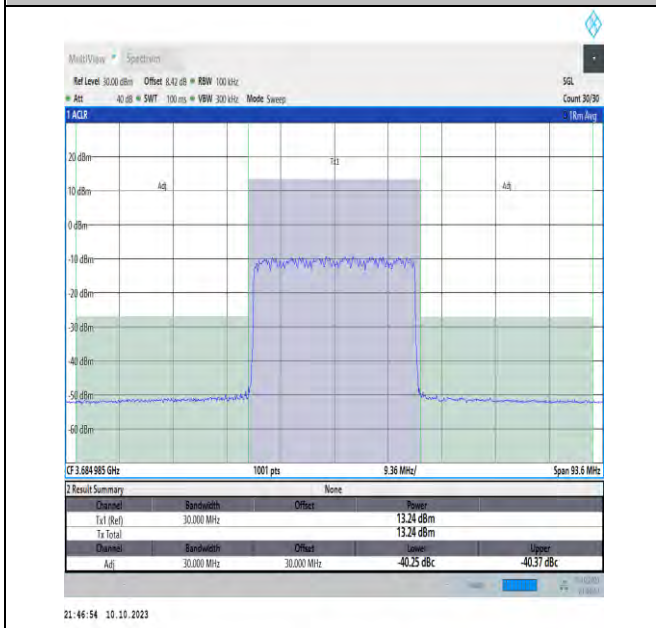 MultiView Spectrum
Ref Level 30.00 dBm Offset 8.42 dB RBW 100 kHz SGL
Att 40 dB SWT 100 ms VBW 300 kHz Mode Sweep Count 30/30
1 ACLR 1Rm Avg
Tx1
20 dBm
Adj Adj
10 dBm
0 dBm
-10 dBm
-20 dBm
-30 dBm
-40 dBm
-50 dBm
-60 dBm
CF 3.684 985 GHz 1001 pts 9.36 MHz/ Span 93.6 MHz
2 Result Summary None
Channel Bandwidth Offset Power
Tx1 (Ref) 30.000 MHz 13.24 dBm
Tx Total 13.24 dBm
Channel Bandwidth Offset Lower Upper
Adj 30.000 MHz 30.000 MHz -40.25 dBc -40.37 dBc
21:46:54 10.10.2023